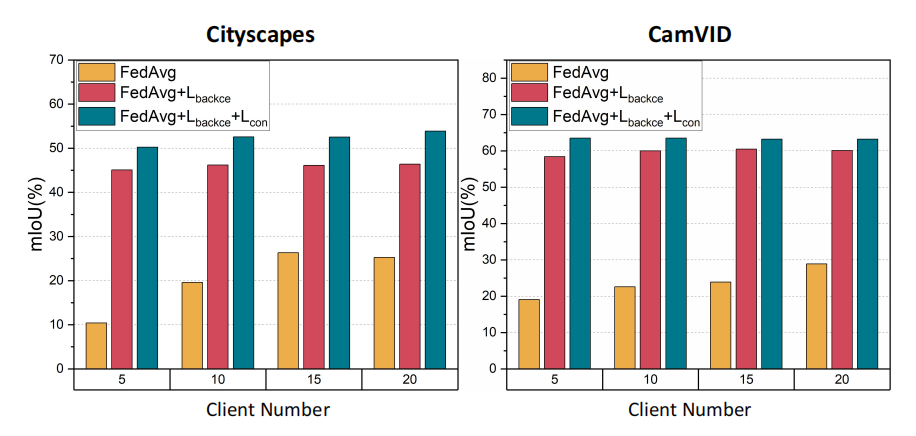 Cityscapes
70
60
50
40
30
20
10
0
mIoU(%)
FedAvg
FedAvg+Lbackce
FedAvg+Lbackce+Lcon
5 10 15 20
Client Number
CamVID
80
70
60
50
40
30
20
10
0
mIoU(%)
FedAvg
FedAvg+Lbackce
FedAvg+Lbackce+Lcon
5 10 15 20
Client Number